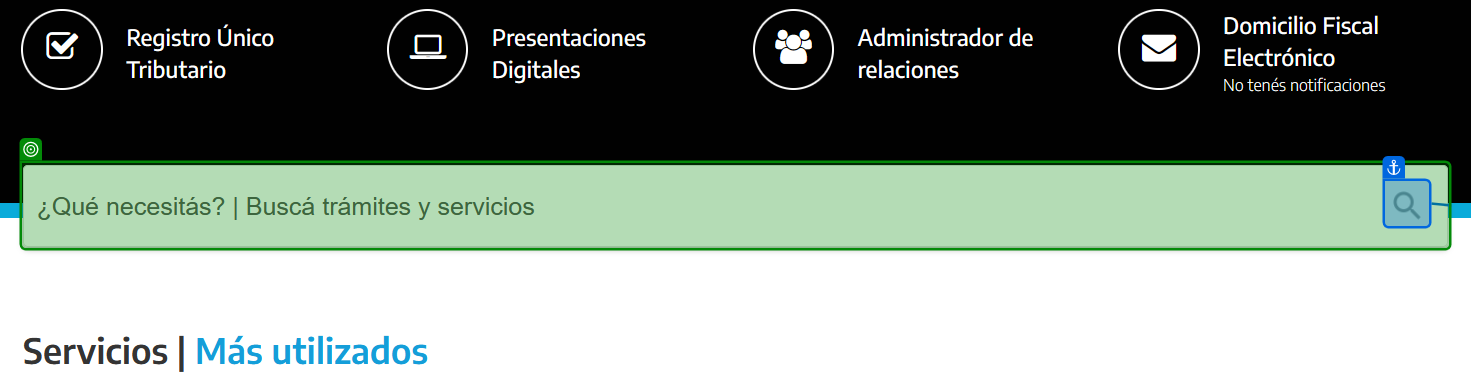 Registro Único
Tributario
Presentaciones
Digitales
Administrador de
relaciones
Domicilio Fiscal
Electrónico
No tenés notificaciones
¿Qué necesitás? | Buscá trámites y servicios
Servicios | Más utilizados